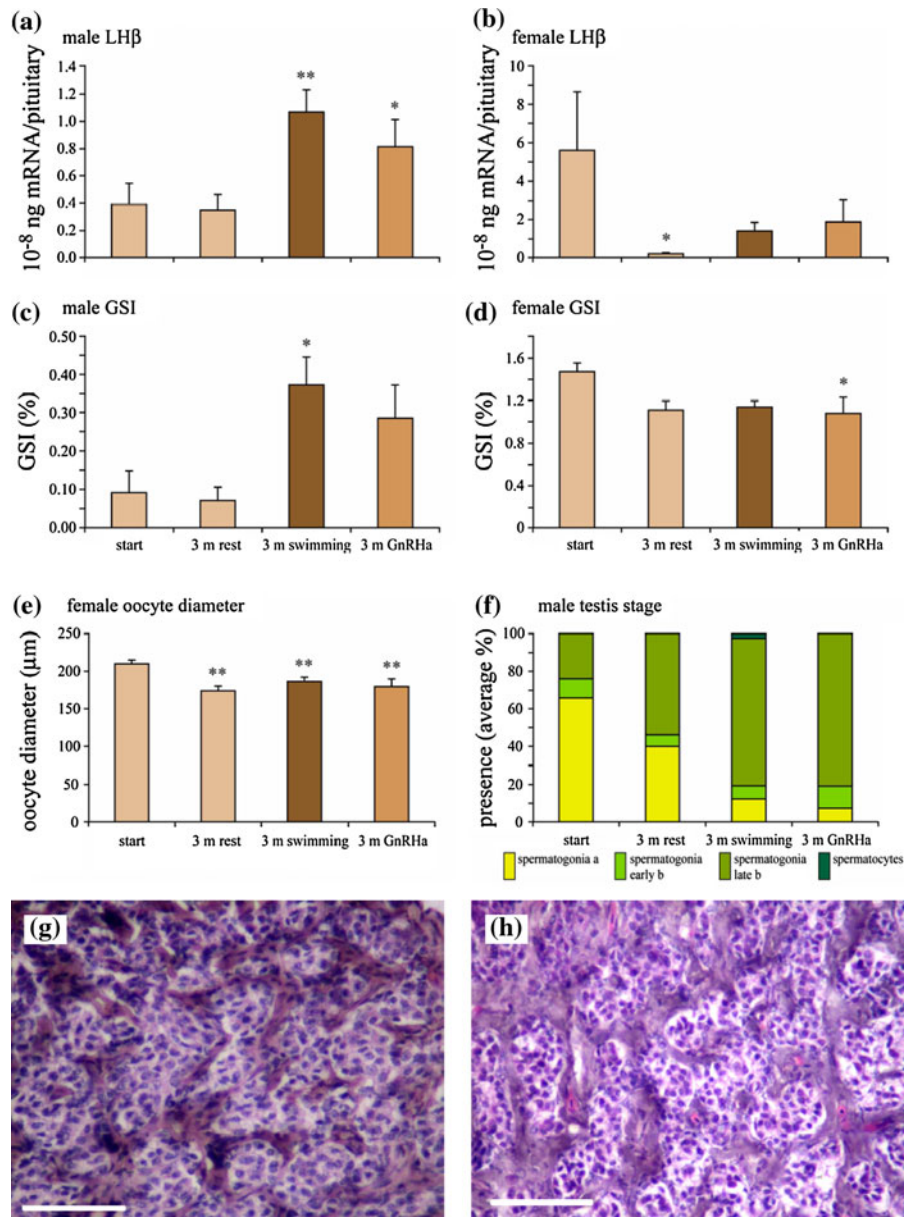 (a) male LHβ
10⁻⁸ ng mRNA/pituitary
1.4
1.2
1.0
0.8
0.6
0.4
0.2
0.0
**
*
(b) female LHβ
10⁻⁸ ng mRNA/pituitary
10
8
6
4
2
0
*
(c) male GSI
GSI (%)
0.50
0.40
0.30
0.20
0.10
0.00
*
start 3 m rest 3 m swimming 3 m GnRHa
(d) female GSI
GSI (%)
1.6
1.2
0.8
0.4
0
*
start 3 m rest 3 m swimming 3 m GnRHa
(e) female oocyte diameter
oocyte diameter (µm)
250
200
150
100
50
0
** ** **
start 3 m rest 3 m swimming 3 m GnRHa
(f) male testis stage
presence (average %)
100
80
60
40
20
0
start 3 m rest 3 m swimming 3 m GnRHa
spermatogonia a
spermatogonia
early b
spermatogonia
late b
spermatocytes
(g)
(h)